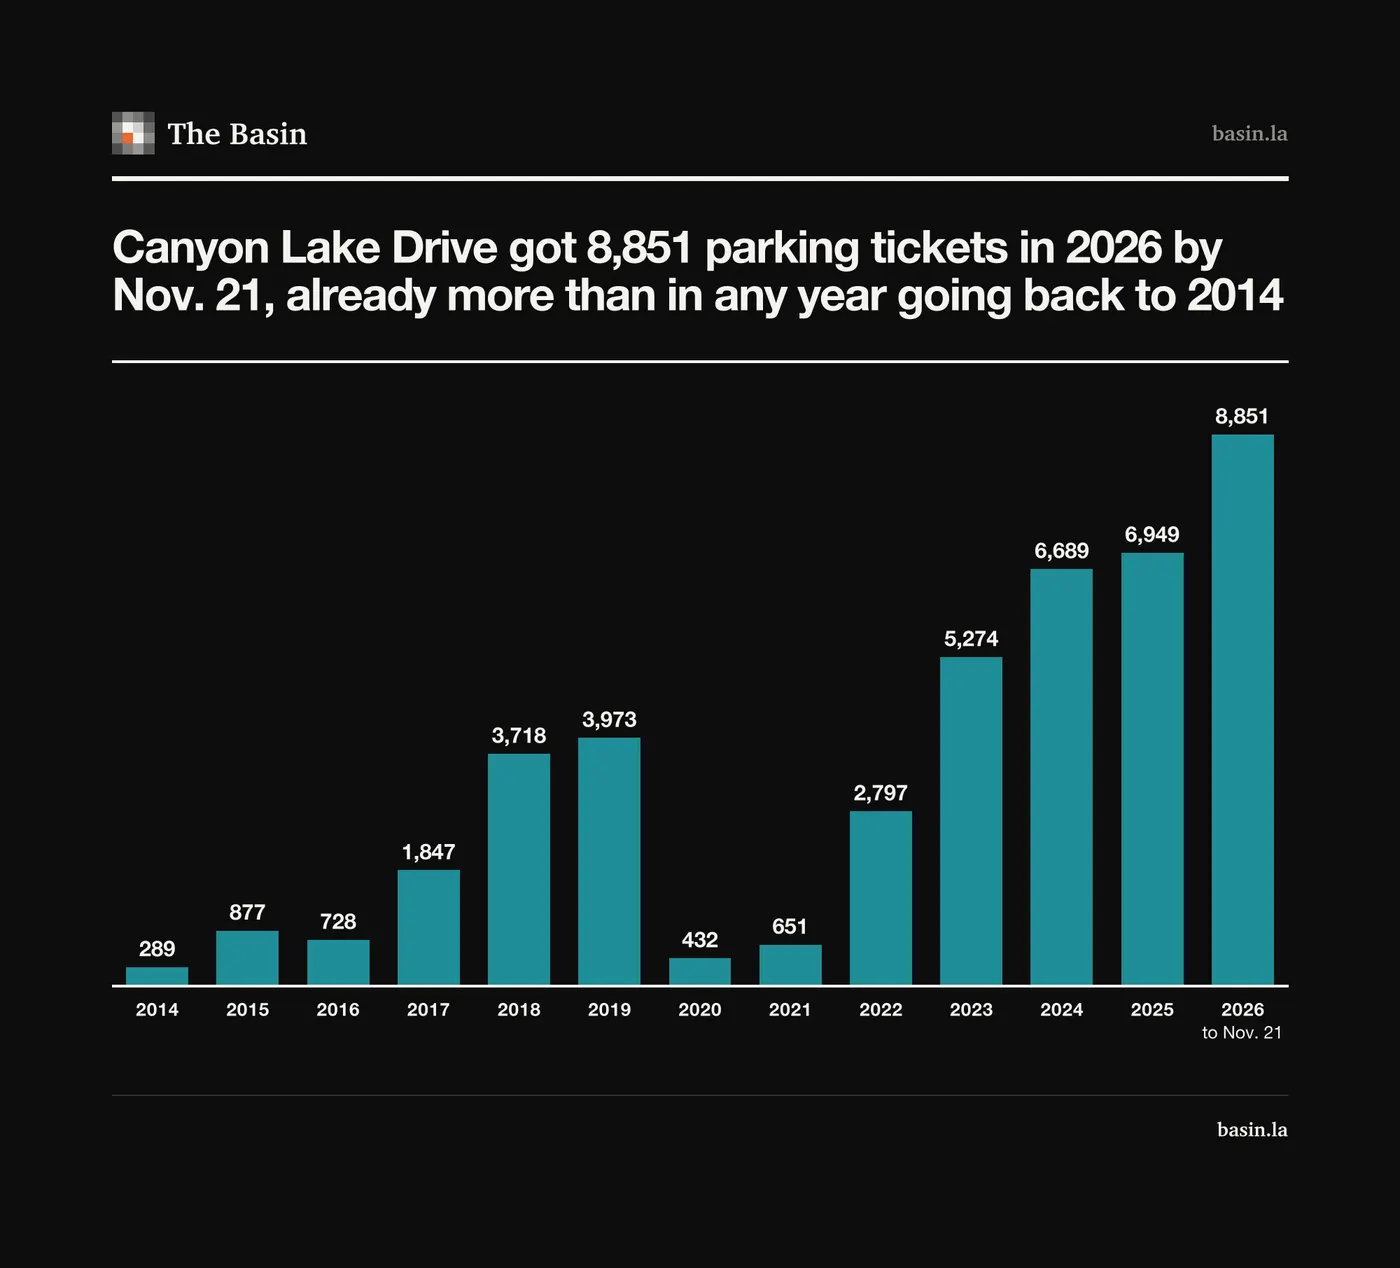 The Basin
basin.la
Canyon Lake Drive got 8,851 parking tickets in 2026 by
Nov. 21, already more than in any year going back to 2014
8,851
6,949
6,689
5,274
3,973
3,718
2,797
1,847
877
728
651
432
289
2014 2015 2016 2017 2018 2019 2020 2021 2022 2023 2024 2025 2026
to Nov. 21
basin.la